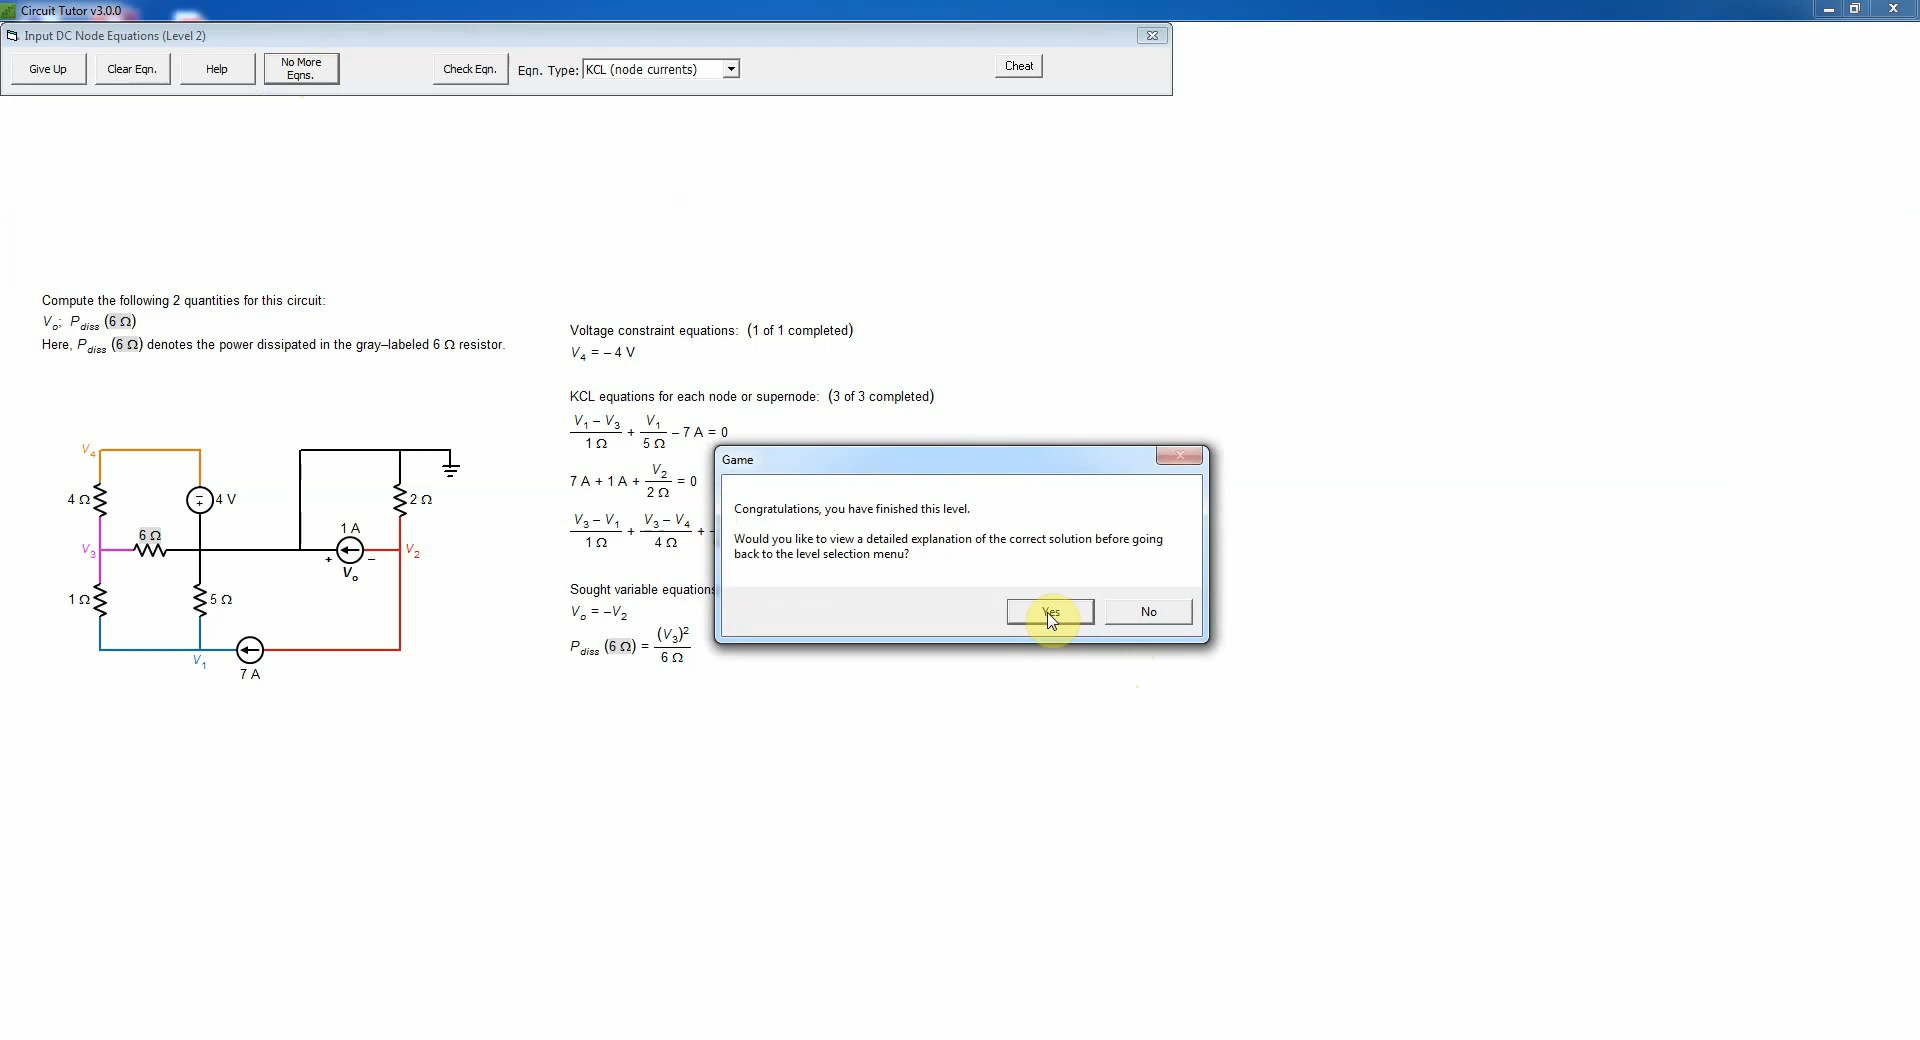 Circuit Tutor v3.0.0
Input DC Node Equations (Level 2)
Give Up
Clear Eqn.
Help
No More
Eqns.
Check Eqn.
Eqn. Type:
KCL (node currents)
Cheat
Compute the following 2 quantities for this circuit:
Vo; Pdiss (6 Ω)
Here, Pdiss (6 Ω) denotes the power dissipated in the gray–labeled 6 Ω resistor.
Voltage constraint equations: (1 of 1 completed)
V4 = – 4 V
KCL equations for each node or supernode: (3 of 3 completed)
V1 – V3 V1
+ – 7 A = 0
1 Ω 5 Ω
V2
7 A + 1 A + = 0
2 Ω
V3 – V1 V3 – V4
+ +
1 Ω 4 Ω
Sought variable equations
Vo = –V2
(V3)2
Pdiss (6 Ω) =
6 Ω
V4
4 Ω
– +
4 V
2 Ω
6 Ω
1 A
V3
V2
+ –
Vo
1 Ω
5 Ω
V1
7 A
Game
Congratulations, you have finished this level.
Would you like to view a detailed explanation of the correct solution before going
back to the level selection menu?
Yes
No